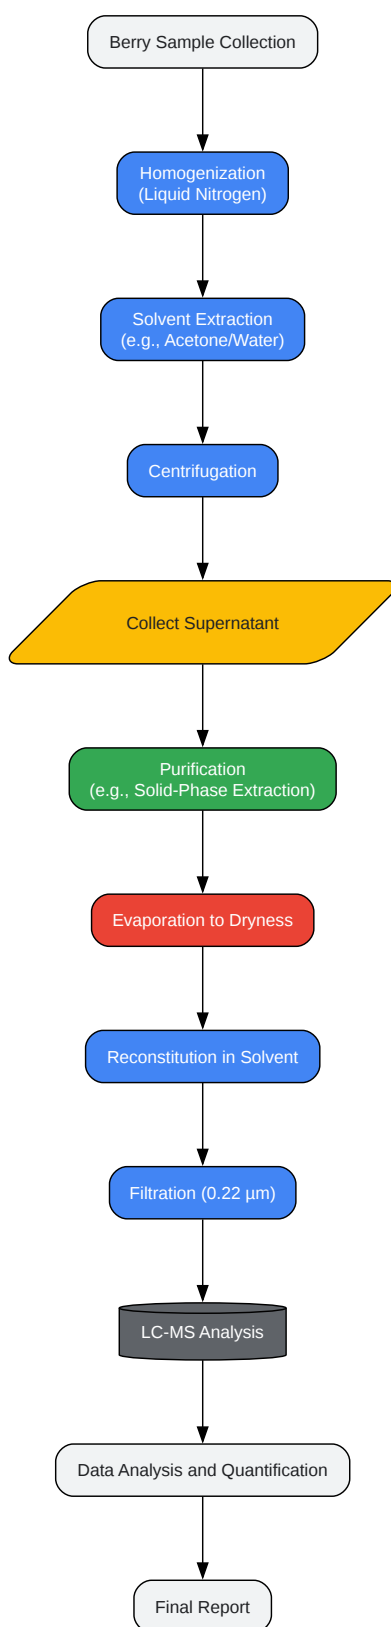 Berry Sample Collection
Homogenization
(Liquid Nitrogen)
Solvent Extraction
(e.g., Acetone/Water)
Centrifugation
Collect Supernatant
Purification
(e.g., Solid-Phase Extraction)
Evaporation to Dryness
Reconstitution in Solvent
Filtration (0.22 µm)
LC-MS Analysis
Data Analysis and Quantification
Final Report